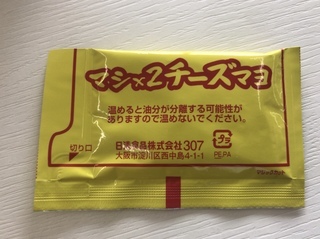 マシ×2チーズマヨ
温めると油分が分離する可能性が
ありますので温めないでください。
切り口
日清食品株式会社307
大阪市淀川区西中島4-1-1
プラ
PE,PA